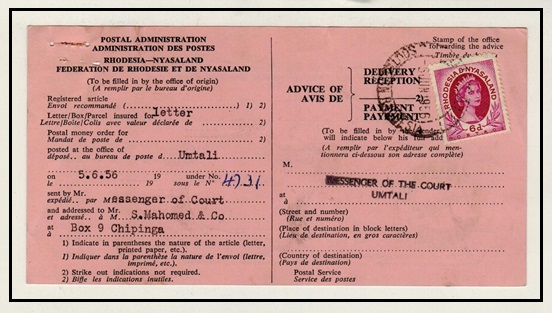 POSTAL ADMINISTRATION
ADMINISTRATION DES POSTES
RHODESIA—NYASALAND
FEDERATION DE RHODESIE ET DE NYASALAND
(To be filled in by the office of origin)
(A remplir par le bureau d'origine)
Registered article
Envoi recommandé 1) 2)
Letter/Box/Parcel insured for letter
Lettre/Boîte/Colis avec valeur déclarée de 2)
Postal money order for
Mandat de poste de 2)
posted at the office of
déposé.. au bureau de poste d.. Umtali
on 5.6.56 19 under No.
le 19 sous le No 4731.
sent by Mr.
expédié.. par Messenger of Court
and addressed to Mr.
et adressé.. à M S.Mahomed & Co.
at
à Box 9 Chipinga
1) Indicate in parentheses the nature of the article (letter, printed paper, etc.).
1) Indiquer dans la parenthèse la nature de l'envoi (lettre, imprimé, etc.).
2) Strike out indications not required.
2) Biffe les indications inutiles.
Stamp of the office
forwarding the advice
Timbre du
ADVICE OF
AVIS DE
DELIVERY
RECEPTION
PAYMENT
PAYEMENT
RHODESIA & NYASALAND
6d
(To be filled in by the sender
will indicate below his full
(A remplir par l'expéditeur qui men-
tionnera ci-dessous son adresse complète)
M.
MESSENGER OF THE COURT
UMTALI
at
à
(Street and number)
(Rue et numéro)
(Place of destination in block letters)
(Lieu de destination, en gros caractères)
(Country of destination)
(Pays de destination)
Postal Service
Service des postes